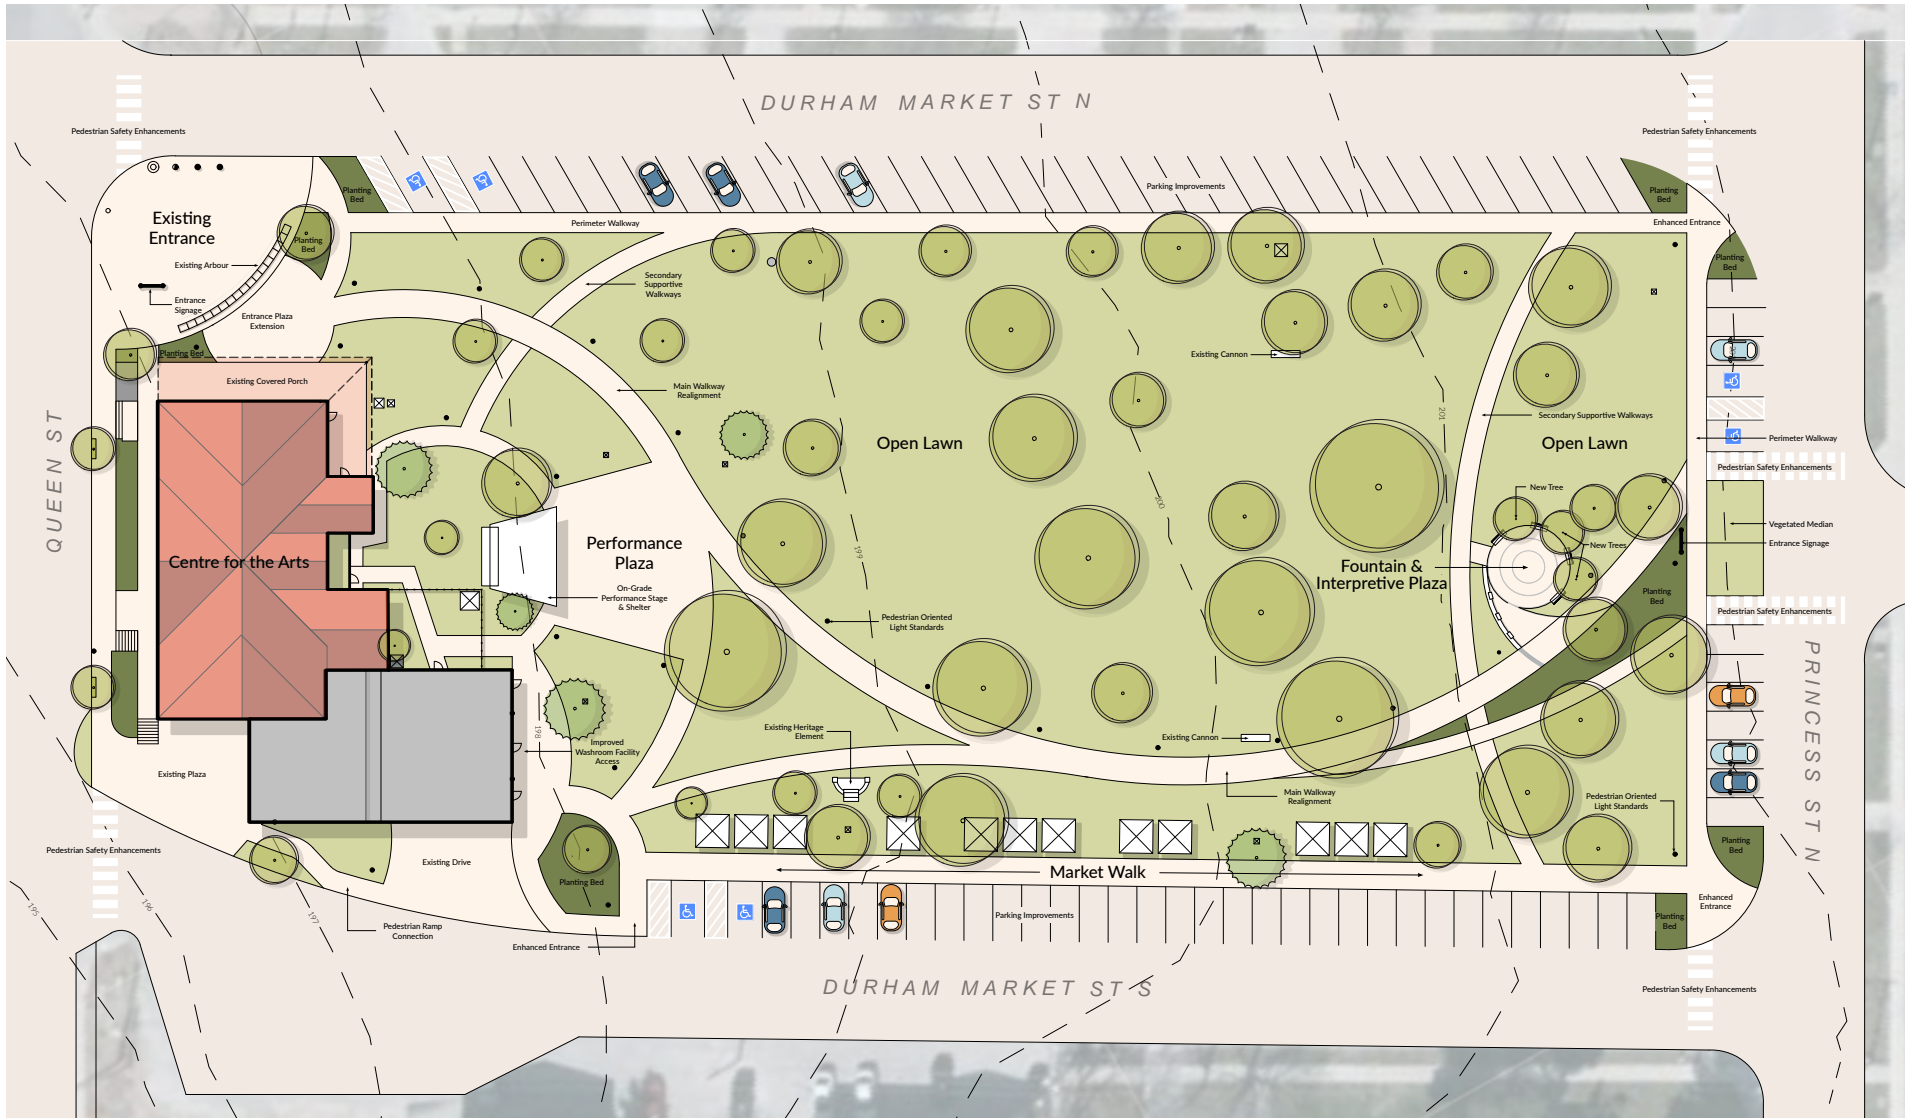 DURHAM MARKET ST N
Pedestrian Safety Enhancements
Pedestrian Safety Enhancements
Planting
Bed
Parking Improvements
Planting
Bed
Existing
Entrance
Perimeter Walkway
Enhanced Entrance
Planting
Bed
Existing Arbour
Planting
Bed
Secondary
Supportive
Walkways
Entrance
Signage
Entrance Plaza
Extension
Planting Bed
Existing Covered Porch
Existing Cannon
Main Walkway
Realignment
201
Secondary Supportive Walkways
Open Lawn
Open Lawn
Perimeter Walkway
Pedestrian Safety Enhancements
QUEEN ST
New Tree
200
Vegetated Median
Performance
Plaza
199
New Trees
Entrance Signage
Centre for the Arts
Fountain &
Interpretive Plaza
On-Grade
Performance Stage
& Shelter
Planting
Bed
Pedestrian Safety Enhancements
Pedestrian Oriented
Light Standards
PRINCESS ST N
Existing Heritage
Element
198
Existing Cannon
Improved
Washroom Facility
Access
Existing Plaza
Main Walkway
Realignment
Pedestrian Oriented
Light Standards
Pedestrian Safety Enhancements
Planting
Bed
Existing Drive
Market Walk
Planting Bed
195
196
197
Pedestrian Ramp
Connection
Parking Improvements
Planting
Bed
Enhanced
Entrance
Enhanced Entrance
DURHAM MARKET ST S
Pedestrian Safety Enhancements